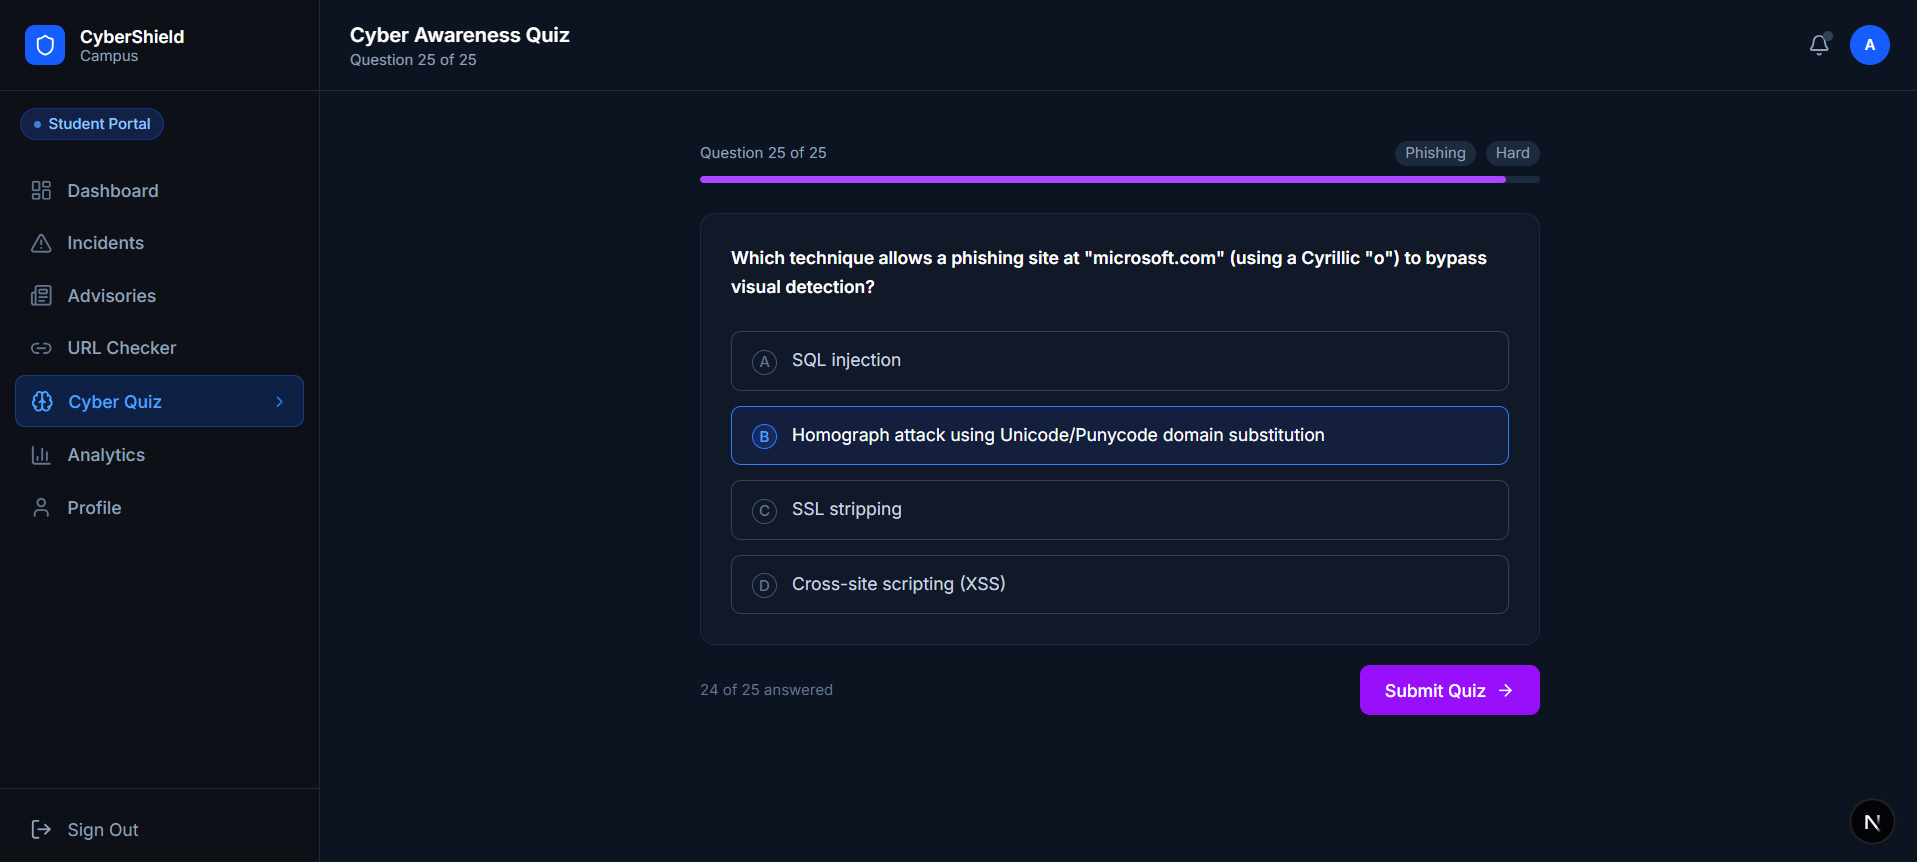 CyberShield
Campus
Student Portal
Dashboard
Incidents
Advisories
URL Checker
Cyber Quiz
Analytics
Profile
Sign Out
Cyber Awareness Quiz
Question 25 of 25
A
Question 25 of 25
Phishing
Hard
Which technique allows a phishing site at "microsoft.com" (using a Cyrillic "o") to bypass
visual detection?
A SQL injection
B Homograph attack using Unicode/Punycode domain substitution
C SSL stripping
D Cross-site scripting (XSS)
24 of 25 answered
Submit Quiz →
N